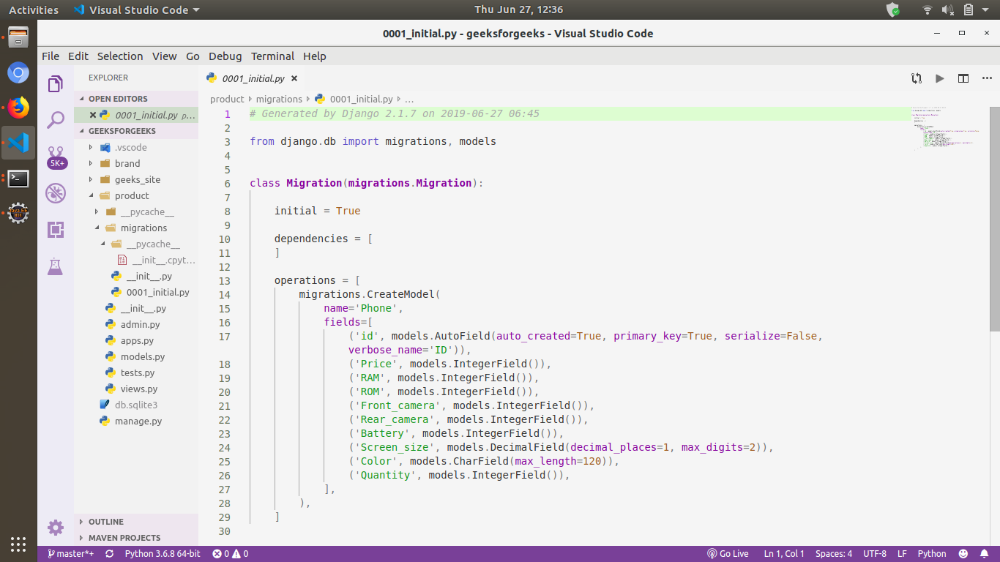 Activities Visual Studio Code Thu Jun 27, 12:36
0001_initial.py - geeksforgeeks - Visual Studio Code
File Edit Selection View Go Debug Terminal Help
EXPLORER
OPEN EDITORS
0001_initial.py p...
GEEKSFORGEEKS
.vscode
brand
geeks_site
product
__pycache__
migrations
__pycache__
__init__.cpyt...
__init__.py
0001_initial.py
__init__.py
admin.py
apps.py
models.py
tests.py
views.py
db.sqlite3
manage.py
OUTLINE
MAVEN PROJECTS
5K+
0001_initial.py
product migrations 0001_initial.py ...
1 # Generated by Django 2.1.7 on 2019-06-27 06:45
2
3 from django.db import migrations, models
4
5
6 class Migration(migrations.Migration):
7
8 initial = True
9
10 dependencies = [
11 ]
12
13 operations = [
14 migrations.CreateModel(
15 name='Phone',
16 fields=[
17 ('id', models.AutoField(auto_created=True, primary_key=True, serialize=False,
verbose_name='ID')),
18 ('Price', models.IntegerField()),
19 ('RAM', models.IntegerField()),
20 ('ROM', models.IntegerField()),
21 ('Front_camera', models.IntegerField()),
22 ('Rear_camera', models.IntegerField()),
23 ('Battery', models.IntegerField()),
24 ('Screen_size', models.DecimalField(decimal_places=1, max_digits=2)),
25 ('Color', models.CharField(max_length=120)),
26 ('Quantity', models.IntegerField()),
27 ],
28 ),
29 ]
30
master*+ Python 3.6.8 64-bit 0 0 Go Live Ln 1, Col 1 Spaces: 4 UTF-8 LF Python